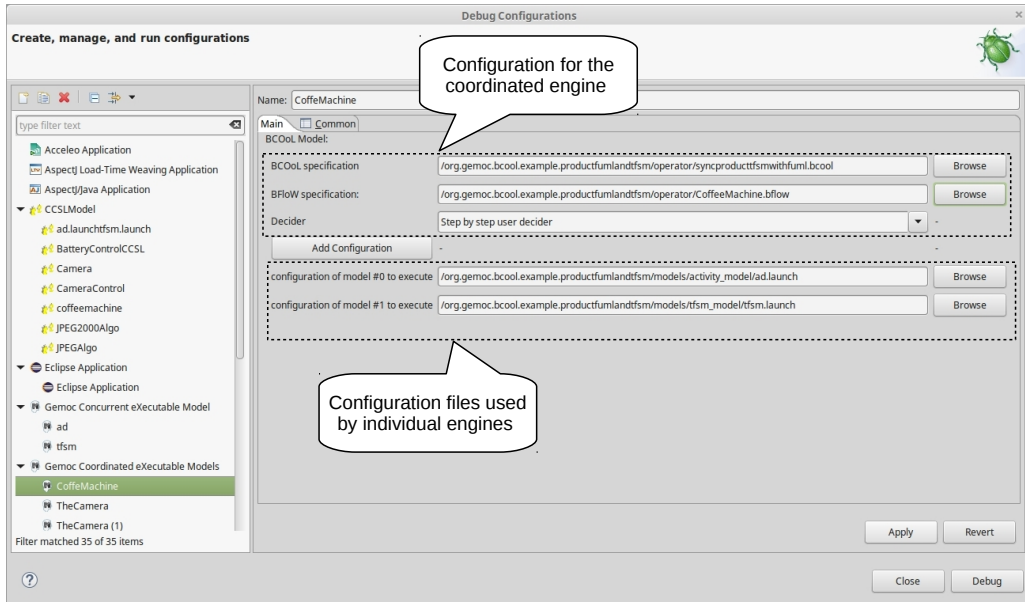 Debug Configurations
Create, manage, and run configurations
Configuration for the
coordinated engine
type filter text
Acceleo Application
AspectJ Load-Time Weaving Application
AspectJ/Java Application
CCSLModel
ad.launchtfsm.launch
BatteryControlCCSL
Camera
CameraControl
coffeemachine
JPEG2000Algo
JPEGAlgo
Eclipse Application
Eclipse Application
Gemoc Concurrent eXecutable Model
ad
tfsm
Gemoc Coordinated eXecutable Models
CoffeMachine
TheCamera
TheCamera (1)
Filter matched 35 of 35 items
Name: CoffeMachine
Main Common
BCOoL Model:
BCOoL specification /org.gemoc.bcool.example.productfumlandtfsm/operator/syncproducttfsmwithfuml.bcool Browse
BFloW specification: /org.gemoc.bcool.example.productfumlandtfsm/operator/CoffeeMachine.bflow Browse
Decider Step by step user decider -
Add Configuration - -
configuration of model #0 to execute /org.gemoc.bcool.example.productfumlandtfsm/models/activity_model/ad.launch Browse
configuration of model #1 to execute /org.gemoc.bcool.example.productfumlandtfsm/models/tfsm_model/tfsm.launch Browse
Configuration files used
by individual engines
Apply Revert
Close Debug